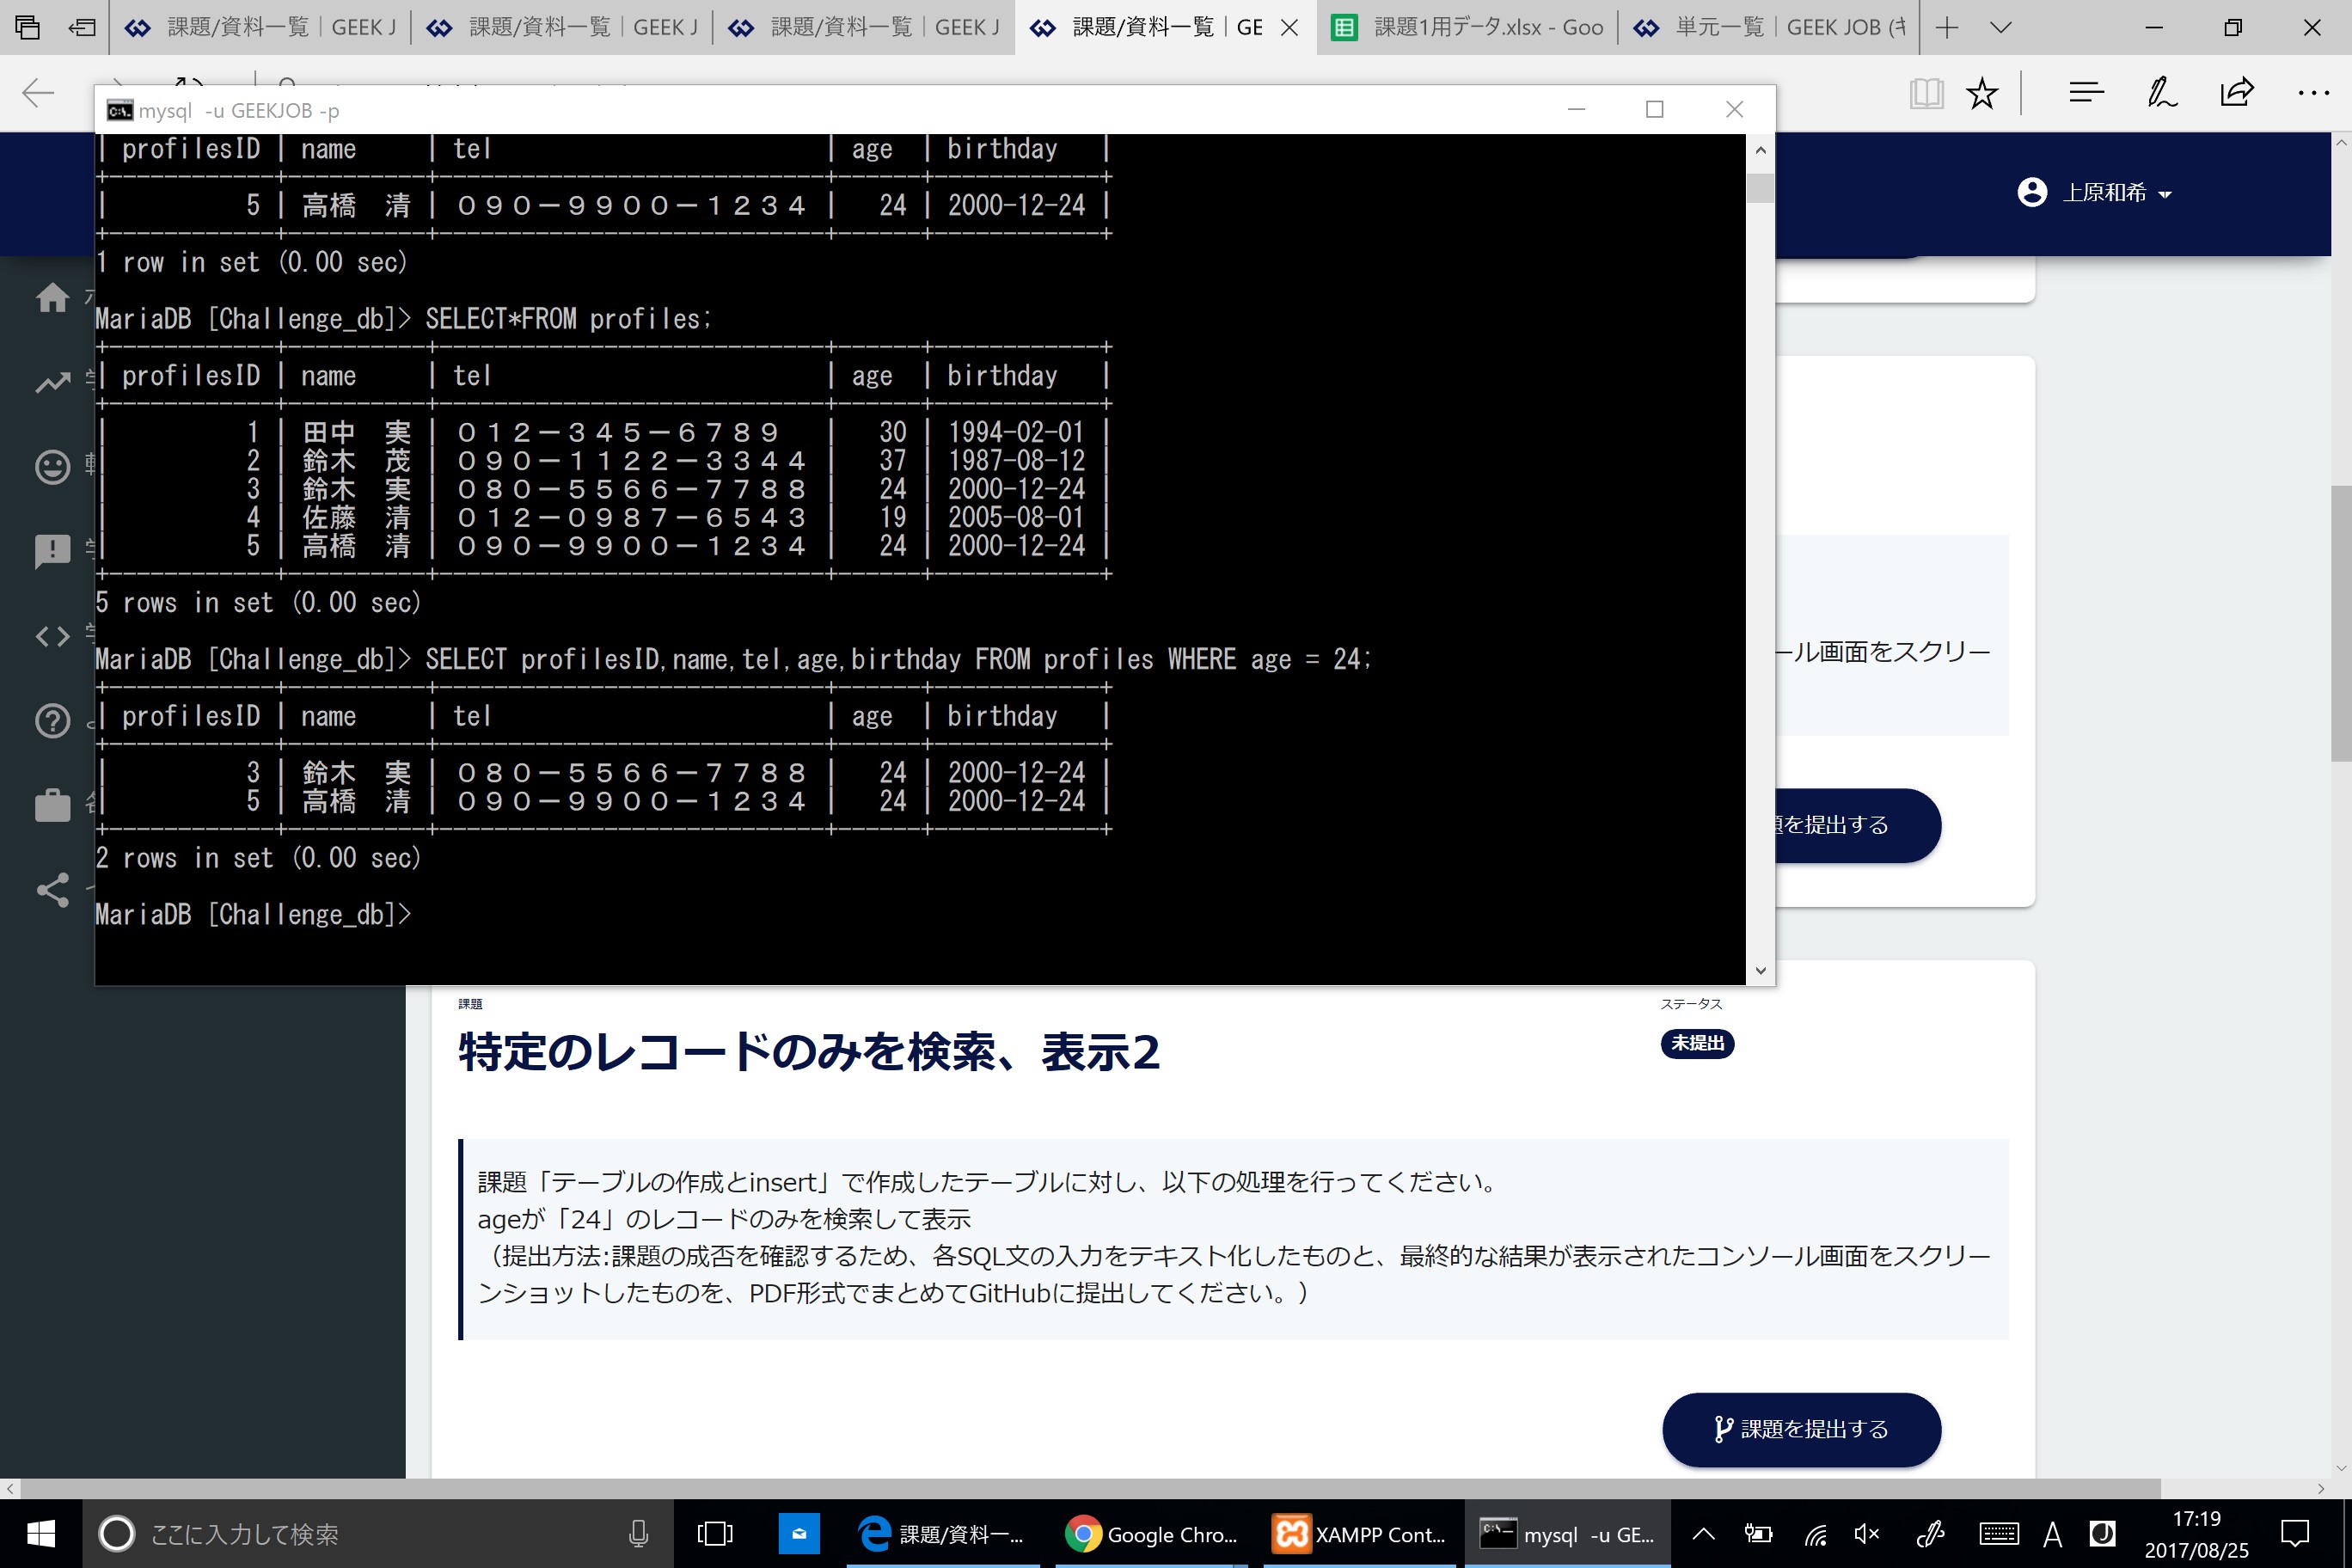 課題/資料一覧｜GEEK J
課題/資料一覧｜GEEK J
課題/資料一覧｜GEEK J
課題/資料一覧｜GE
課題1用データ.xlsx - Goo
単元一覧｜GEEK JOB (ギ
mysql  -u GEEKJOB -p
上原和希
| profilesID | name     | tel                        | age  | birthday   |
+------------+----------+----------------------------+------+------------+
|          5 | 高橋　清 | ０９０－９９００－１２３４ |   24 | 2000-12-24 |
+------------+----------+----------------------------+------+------------+
1 row in set (0.00 sec)
MariaDB [Challenge_db]> SELECT*FROM profiles;
+------------+----------+----------------------------+------+------------+
| profilesID | name     | tel                        | age  | birthday   |
+------------+----------+----------------------------+------+------------+
|          1 | 田中　実 | ０１２－３４５－６７８９   |   30 | 1994-02-01 |
|          2 | 鈴木　茂 | ０９０－１１２２－３３４４ |   37 | 1987-08-12 |
|          3 | 鈴木　実 | ０８０－５５６６－７７８８ |   24 | 2000-12-24 |
|          4 | 佐藤　清 | ０１２－０９８７－６５４３ |   19 | 2005-08-01 |
|          5 | 高橋　清 | ０９０－９９００－１２３４ |   24 | 2000-12-24 |
+------------+----------+----------------------------+------+------------+
5 rows in set (0.00 sec)
MariaDB [Challenge_db]> SELECT profilesID,name,tel,age,birthday FROM profiles WHERE age = 24;
+------------+----------+----------------------------+------+------------+
| profilesID | name     | tel                        | age  | birthday   |
+------------+----------+----------------------------+------+------------+
|          3 | 鈴木　実 | ０８０－５５６６－７７８８ |   24 | 2000-12-24 |
|          5 | 高橋　清 | ０９０－９９００－１２３４ |   24 | 2000-12-24 |
+------------+----------+----------------------------+------+------------+
2 rows in set (0.00 sec)
MariaDB [Challenge_db]>
ール画面をスクリー
題を提出する
課題
ステータス
特定のレコードのみを検索、表示2
未提出
課題「テーブルの作成とinsert」で作成したテーブルに対し、以下の処理を行ってください。
ageが「24」のレコードのみを検索して表示
（提出方法:課題の成否を確認するため、各SQL文の入力をテキスト化したものと、最終的な結果が表示されたコンソール画面をスクリー
ンショットしたものを、PDF形式でまとめてGitHubに提出してください。）
課題を提出する
ここに入力して検索
課題/資料一...
Google Chro...
XAMPP Cont...
mysql  -u GE...
A
J
17:19
2017/08/25